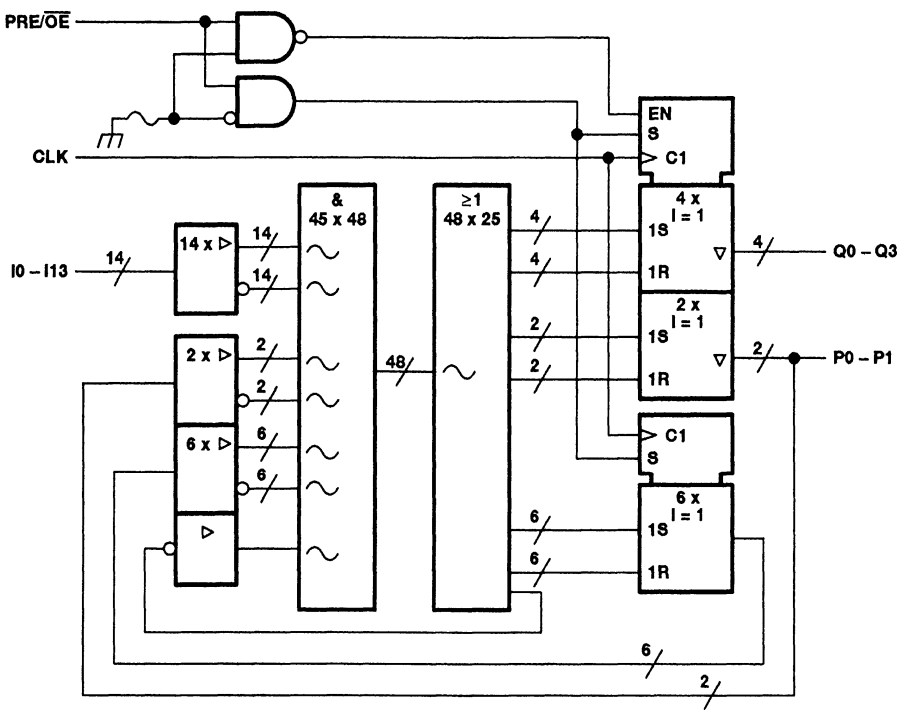 PRE/OE
EN
S
CLK
C1
&
45 x 48
≥1
48 x 25
4 x
I = 1
I0 – I13
14
14 x
14
14
4
1S
4
1R
4
Q0 – Q3
2 x
2
2
48
2
1S
2
1R
2 x
I = 1
2
P0 – P1
6 x
6
6
C1
S
6
1S
6
1R
6 x
I = 1
6
2